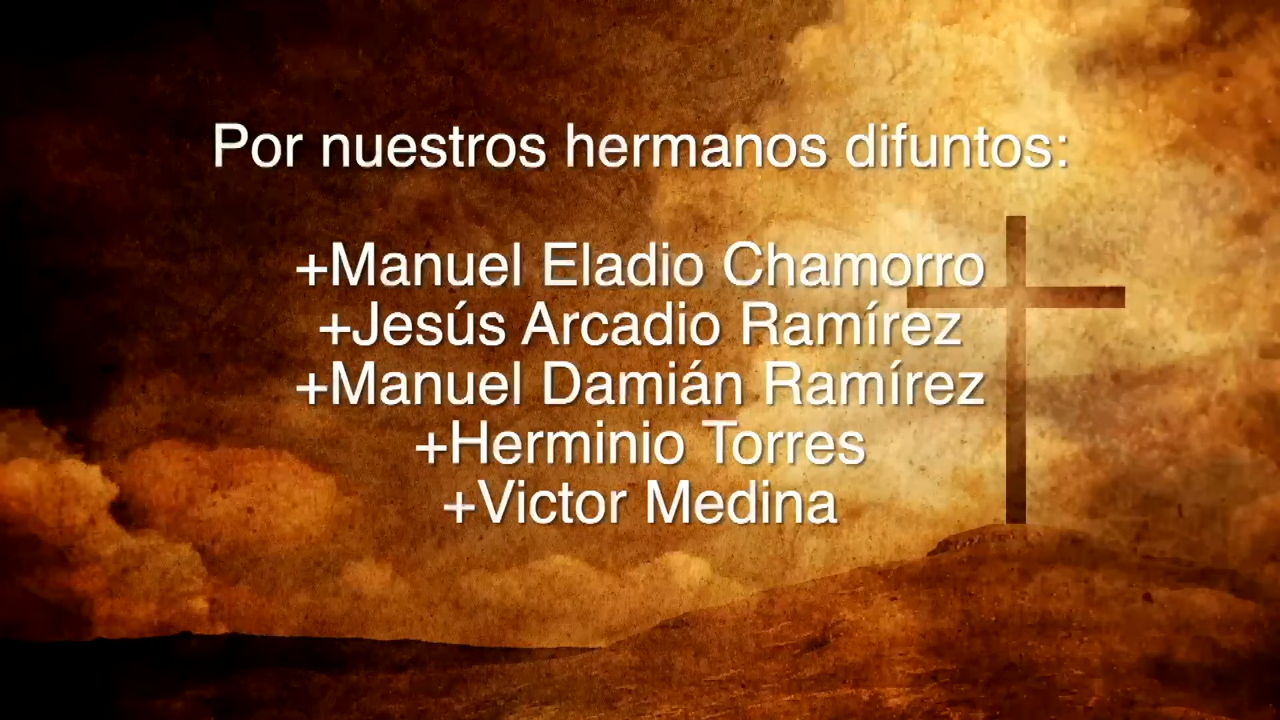 Por nuestros hermanos difuntos:
+Manuel Eladio Chamorro
+Jesús Arcadio Ramírez
+Manuel Damián Ramírez
+Herminio Torres
+Victor Medina